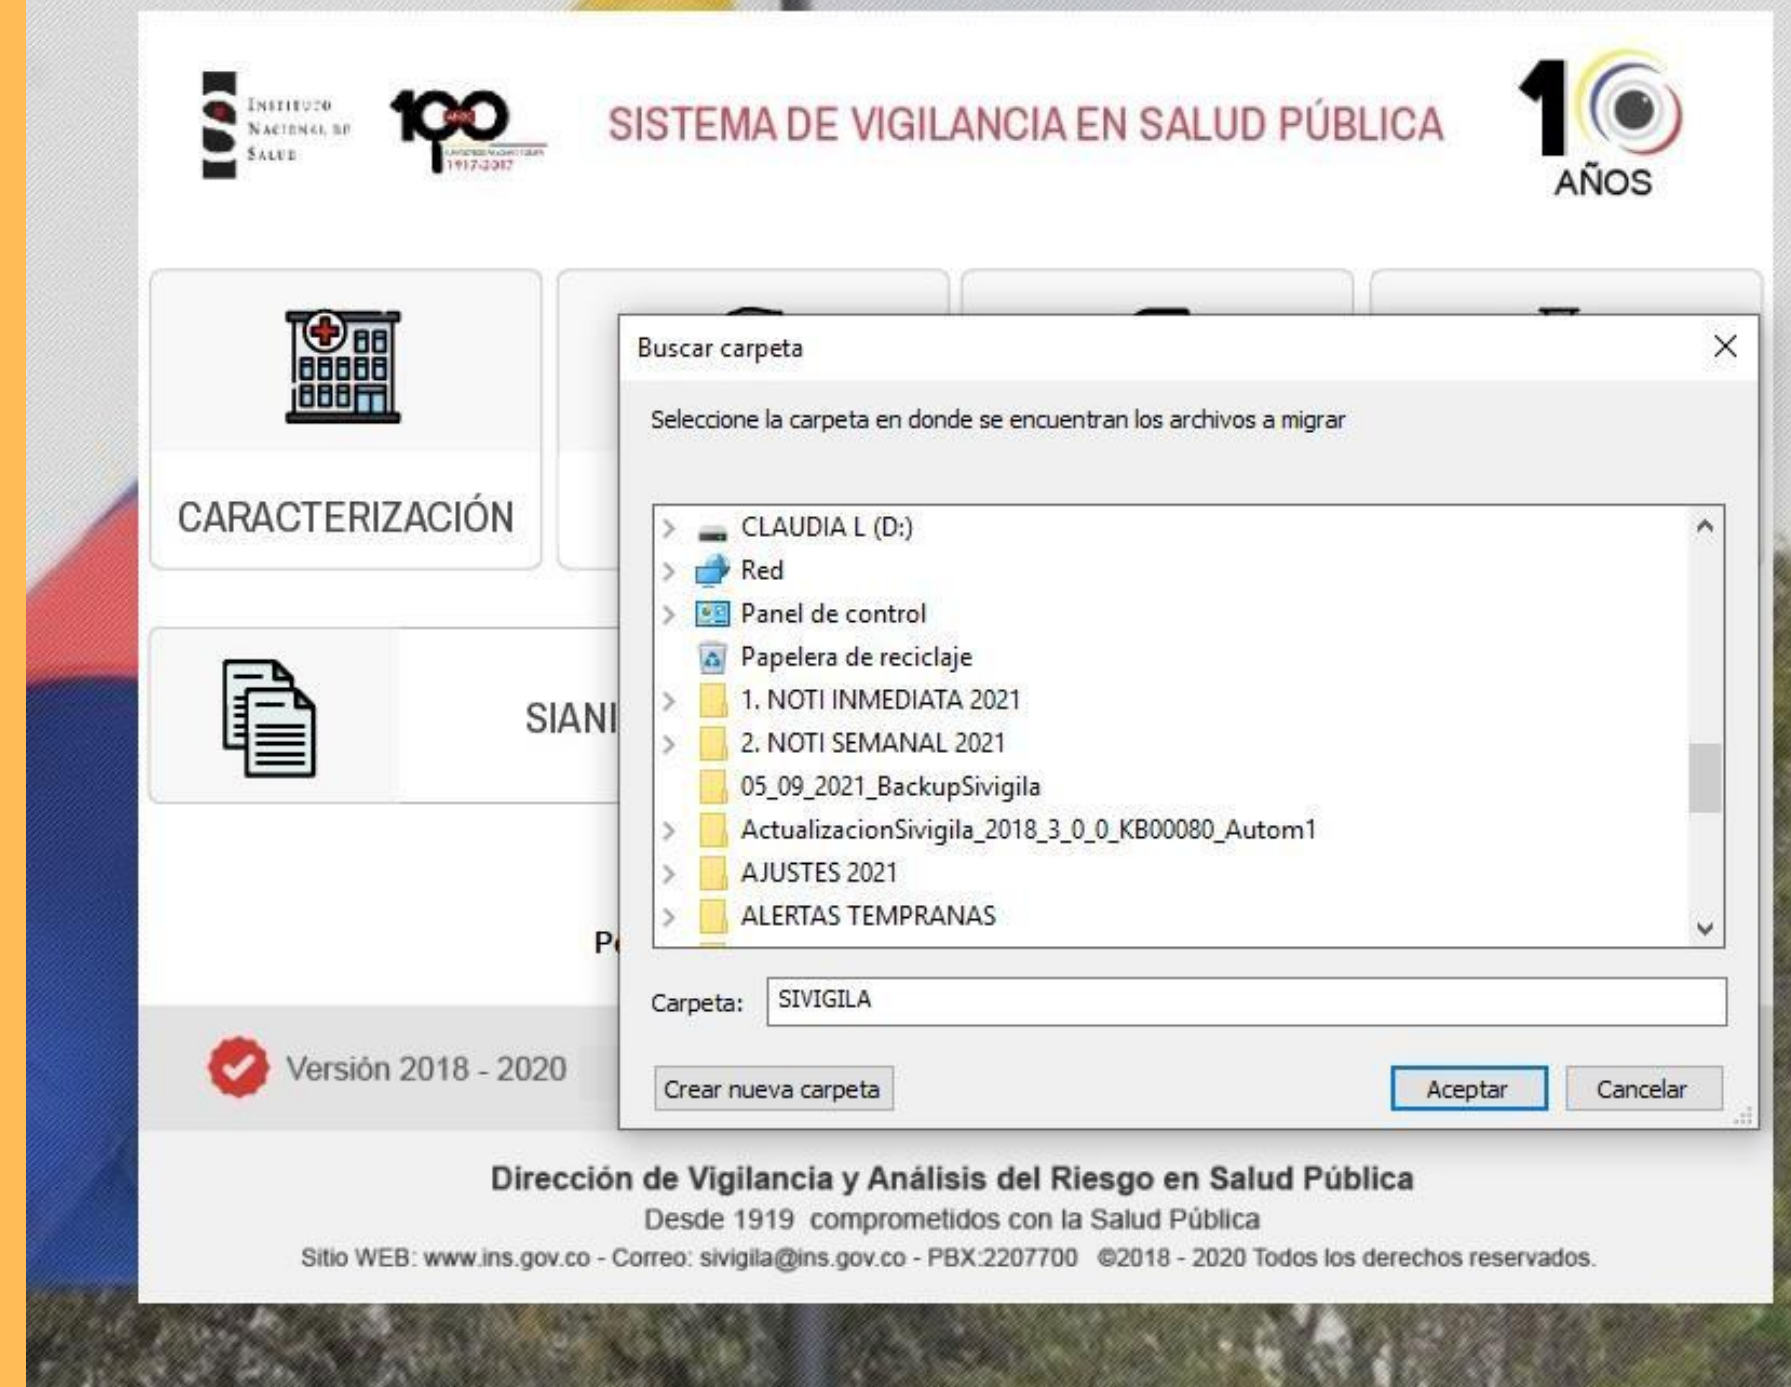 INSTITUTO
NACIONAL DE
SALUD
100
AÑOS
1917-2017
SISTEMA DE VIGILANCIA EN SALUD PÚBLICA
10
AÑOS
Buscar carpeta
Seleccione la carpeta en donde se encuentran los archivos a migrar
CARACTERIZACIÓN
CLAUDIA L (D:)
Red
Panel de control
Papelera de reciclaje
1. NOTI INMEDIATA 2021
SIANI
2. NOTI SEMANAL 2021
05_09_2021_BackupSivigila
ActualizacionSivigila_2018_3_0_0_KB00080_Autom1
AJUSTES 2021
ALERTAS TEMPRANAS
Carpeta: SIVIGILA
Versión 2018 - 2020
Crear nueva carpeta Aceptar Cancelar
Dirección de Vigilancia y Análisis del Riesgo en Salud Pública
Desde 1919 comprometidos con la Salud Pública
Sitio WEB: www.ins.gov.co - Correo: sivigila@ins.gov.co - PBX:2207700 ©2018 - 2020 Todos los derechos reservados.